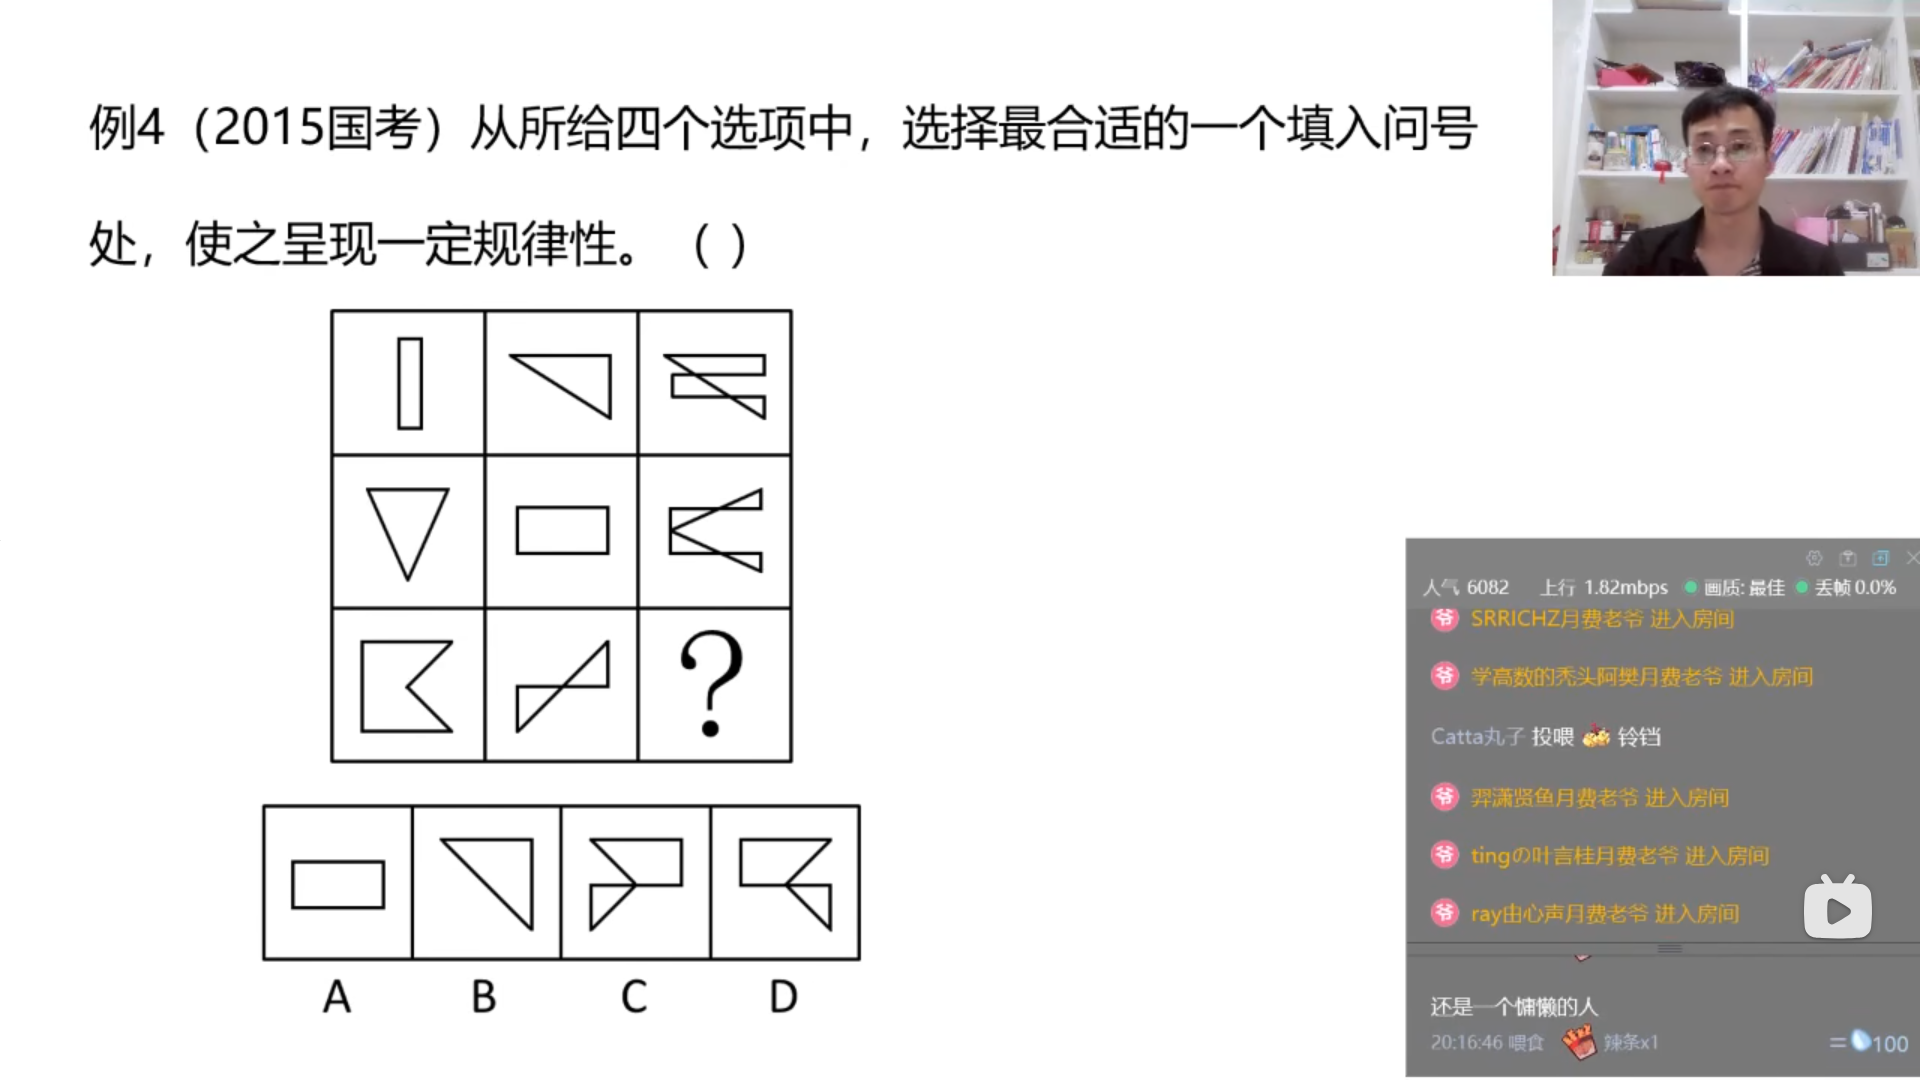 例4（2015国考）从所给四个选项中，选择最合适的一个填入问号
处，使之呈现一定规律性。（ ）
?
A B C D
人气 6082 上行 1.82mbps 画质: 最佳 丢帧 0.0%
爷 SRRICHZ月费老爷 进入房间
爷 学高数的秃头阿樊月费老爷 进入房间
Catta丸子 投喂 铃铛
爷 羿潇贤鱼月费老爷 进入房间
爷 tingの叶言桂月费老爷 进入房间
爷 ray由心声月费老爷 进入房间
还是一个慵懒的人
20:16:46 喂食 辣条x1 = 100